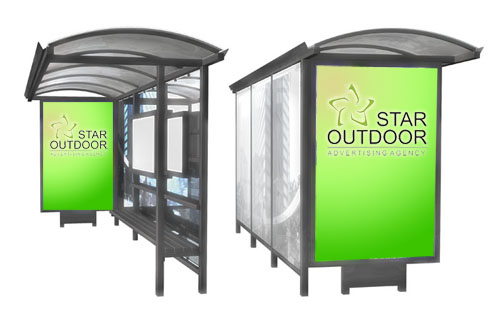 STAR
OUTDOOR
ADVERTISING AGENCY
STAR
OUTDOOR
ADVERTISING AGENCY